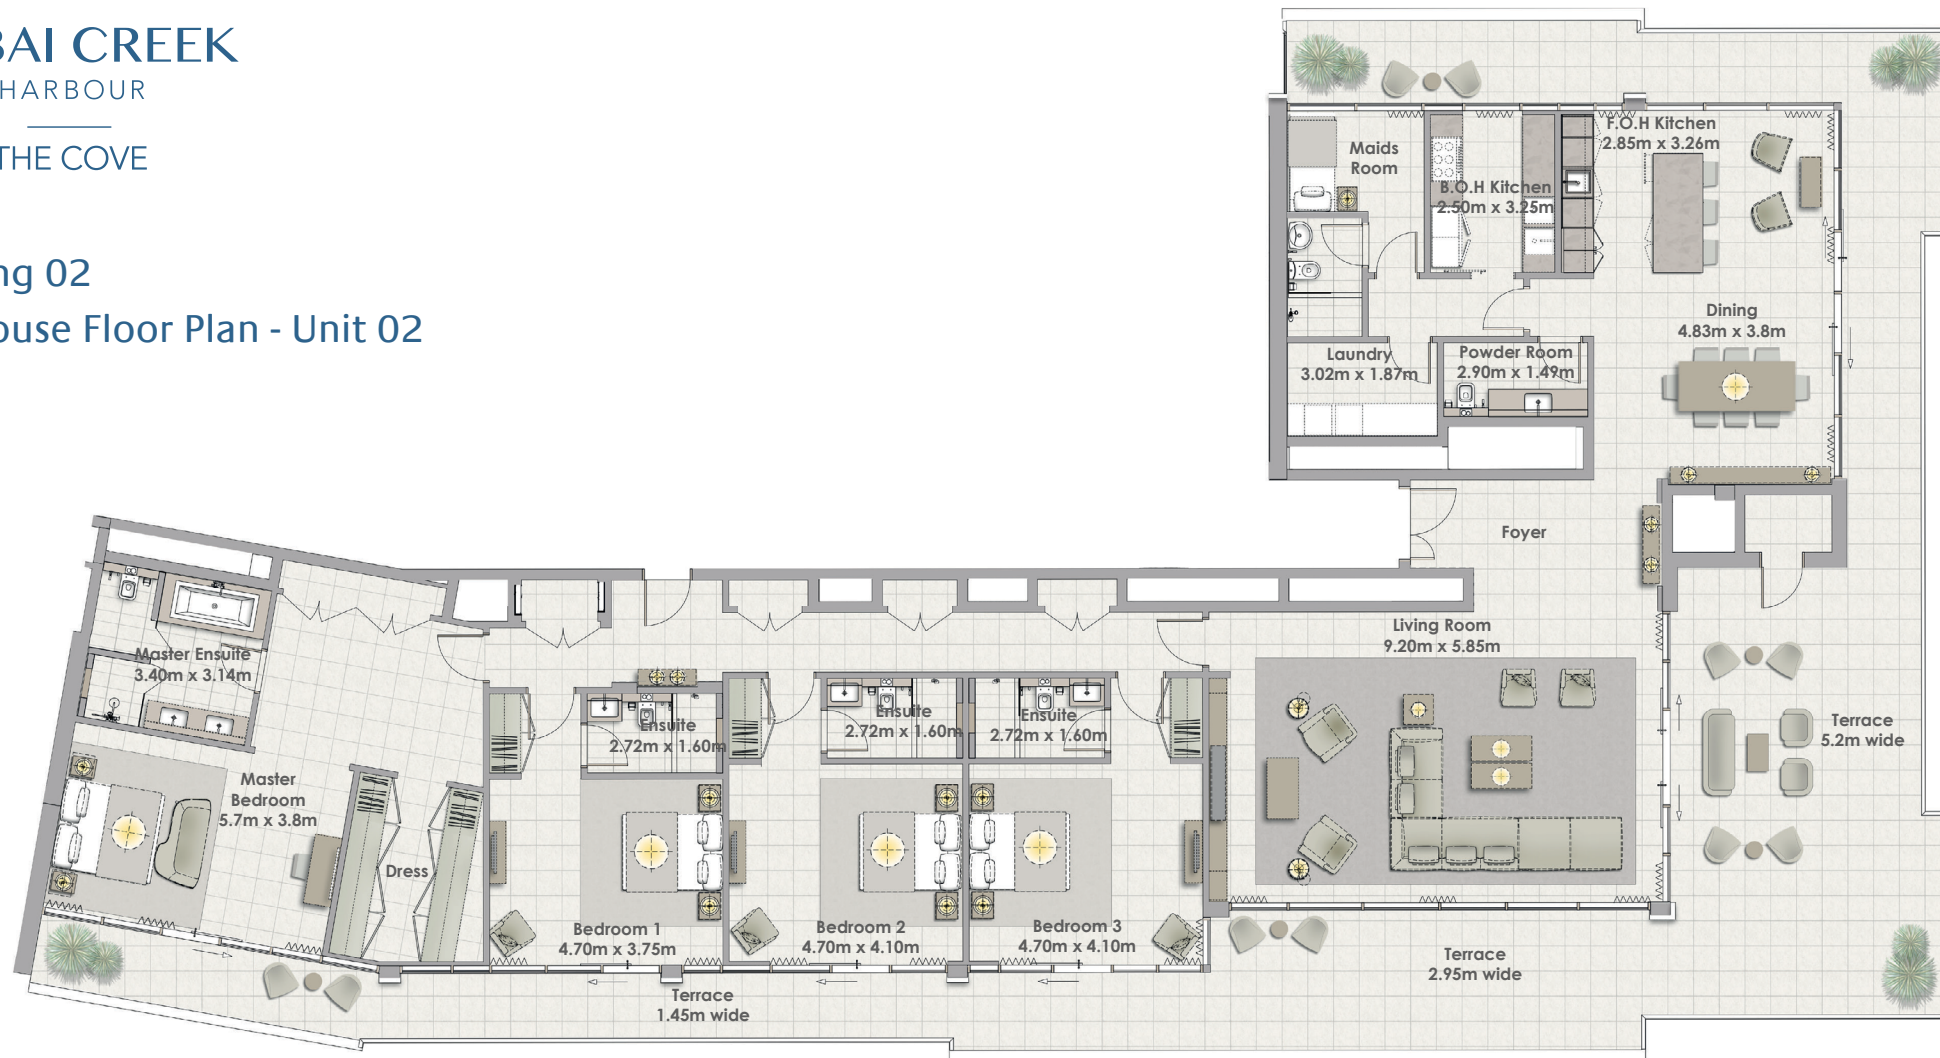 BAI CREEK
HARBOUR
THE COVE
ng 02
ouse Floor Plan - Unit 02
Maids
Room
B.O.H Kitchen
2.50m x 3.25m
F.O.H Kitchen
2.85m x 3.26m
Dining
4.83m x 3.8m
Laundry
3.02m x 1.87m
Powder Room
2.90m x 1.49m
Foyer
Living Room
9.20m x 5.85m
Terrace
5.2m wide
Master Ensuite
3.40m x 3.14m
Ensuite
2.72m x 1.60m
Ensuite
2.72m x 1.60m
Ensuite
2.72m x 1.60m
Master
Bedroom
5.7m x 3.8m
Dress
Bedroom 1
4.70m x 3.75m
Bedroom 2
4.70m x 4.10m
Bedroom 3
4.70m x 4.10m
Terrace
2.95m wide
Terrace
1.45m wide